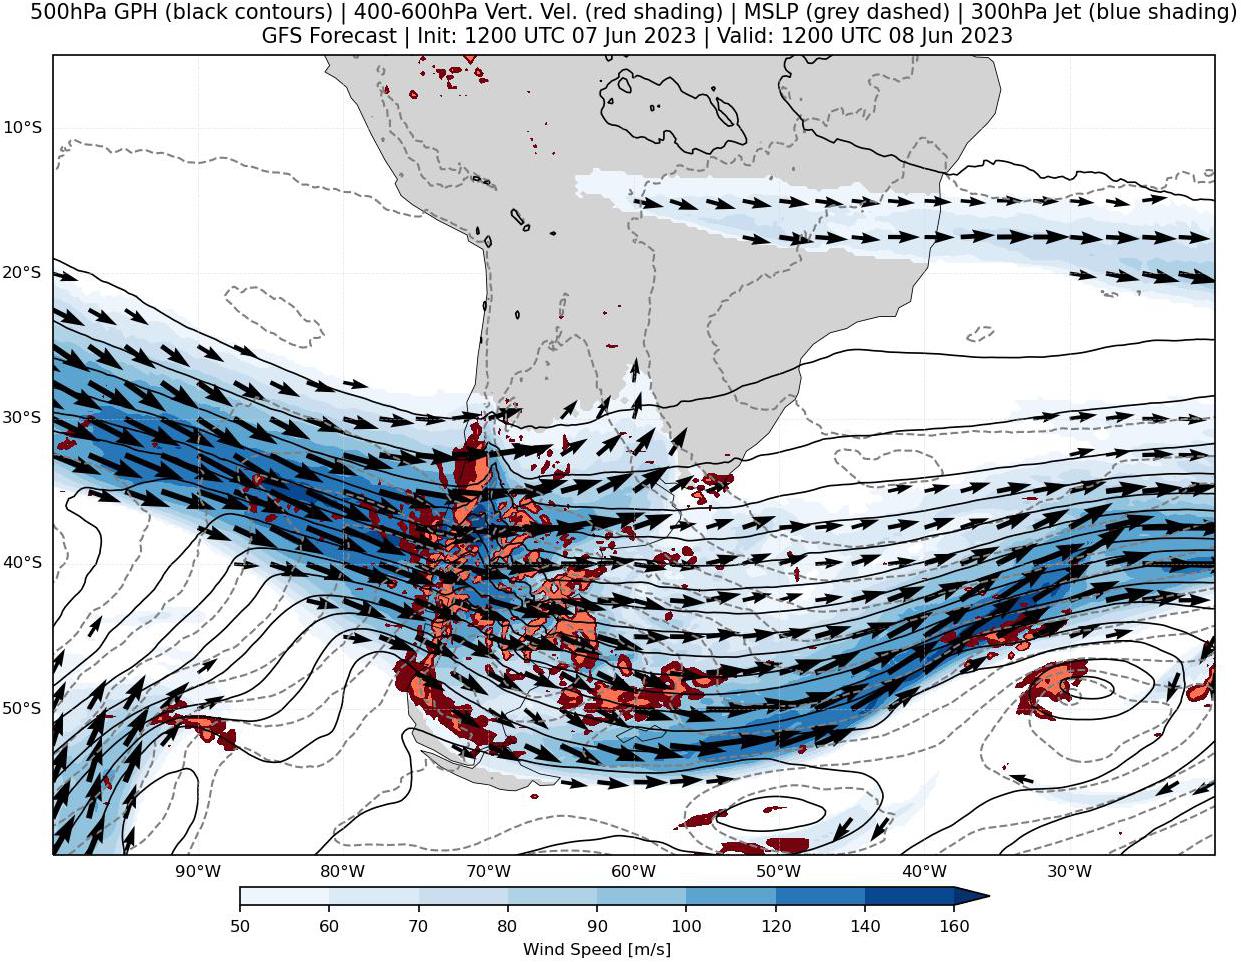 500hPa GPH (black contours) | 400-600hPa Vert. Vel. (red shading) | MSLP (grey dashed) | 300hPa Jet (blue shading)
GFS Forecast | Init: 1200 UTC 07 Jun 2023 | Valid: 1200 UTC 08 Jun 2023
10°S
20°S
30°S
40°S
50°S
90°W 80°W 70°W 60°W 50°W 40°W 30°W
50 60 70 80 90 100 120 140 160
Wind Speed [m/s]